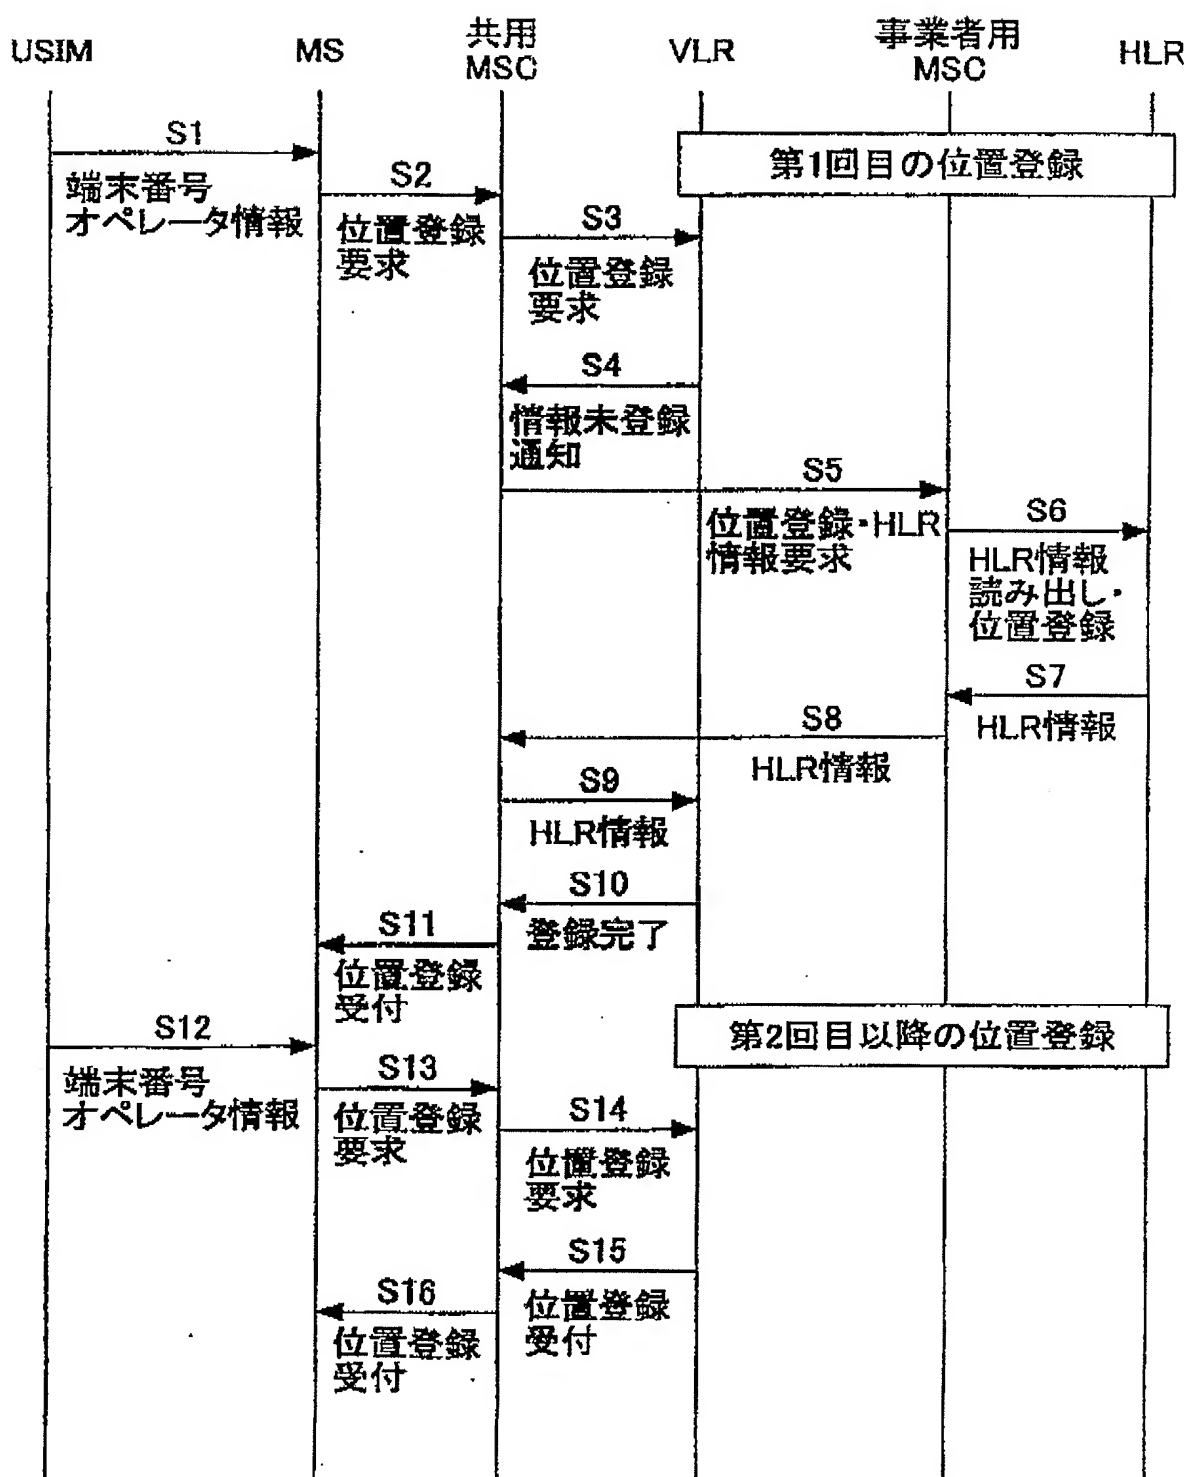 USIM
MS
共用
MSC
VLR
事業者用
MSC
HLR
S1
端末番号
オペレータ情報
第1回目の位置登録
S2
位置登録
要求
S3
位置登録
要求
S4
情報未登録
通知
S5
位置登録・HLR
情報要求
S6
HLR情報
読み出し・
位置登録
S7
HLR情報
S8
HLR情報
S9
HLR情報
S10
登録完了
S11
位置登録
受付
第2回目以降の位置登録
S12
端末番号
オペレータ情報
S13
位置登録
要求
S14
位置登録
要求
S15
位置登録
受付
S16
位置登録
受付